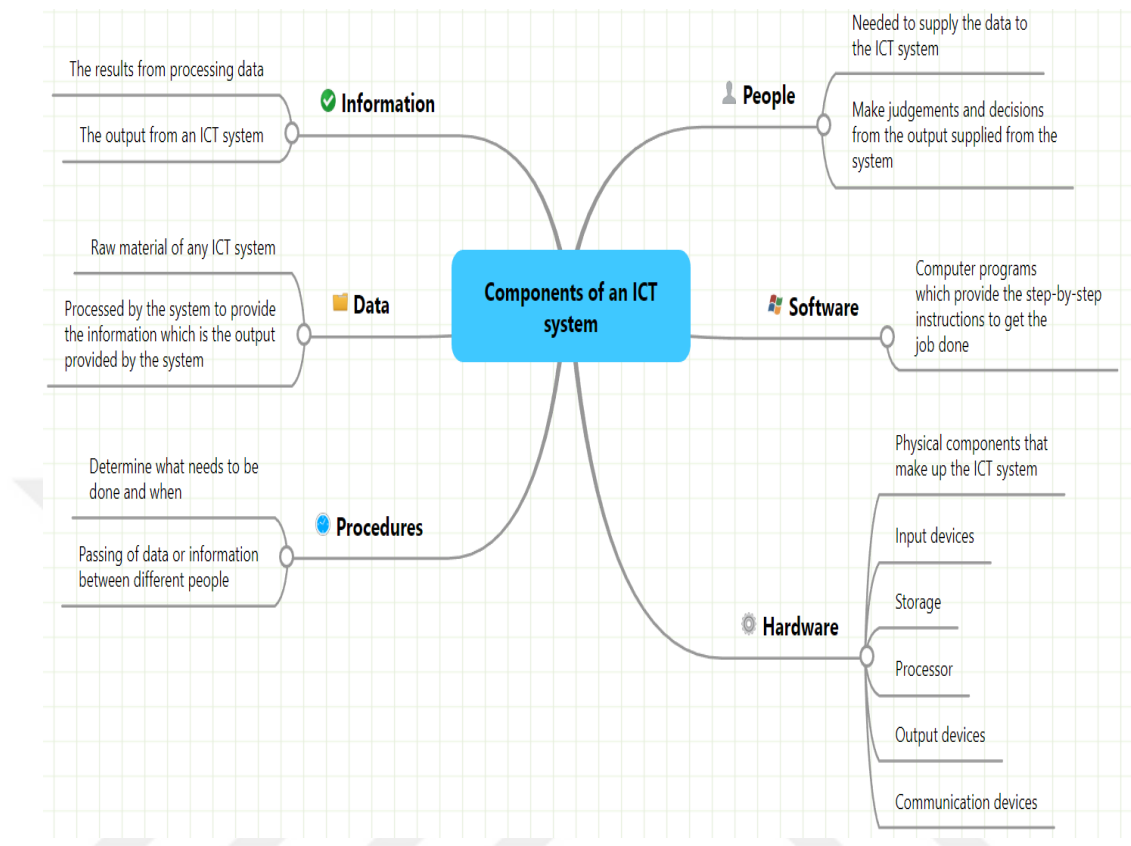 Components of an ICT
system
People
Needed to supply the data to
the ICT system
Make judgements and decisions
from the output supplied from the
system
Software
Computer programs
which provide the step-by-step
instructions to get the
job done
Hardware
Physical components that
make up the ICT system
Input devices
Storage
Processor
Output devices
Communication devices
Information
The results from processing data
The output from an ICT system
Data
Raw material of any ICT system
Processed by the system to provide
the information which is the output
provided by the system
Procedures
Determine what needs to be
done and when
Passing of data or information
between different people